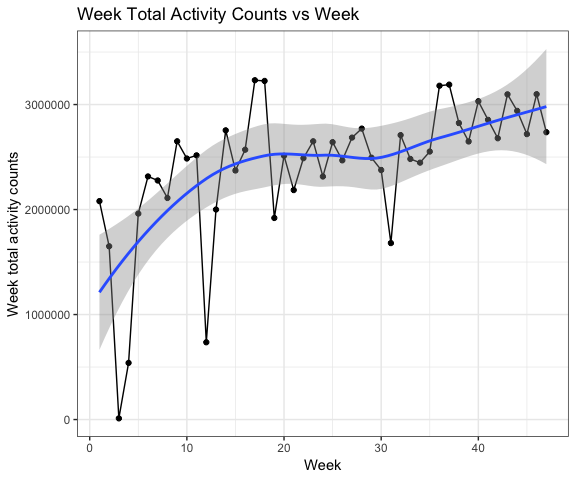 Week Total Activity Counts vs Week
Week total activity counts
3000000
2000000
1000000
0
0 10 20 30 40
Week